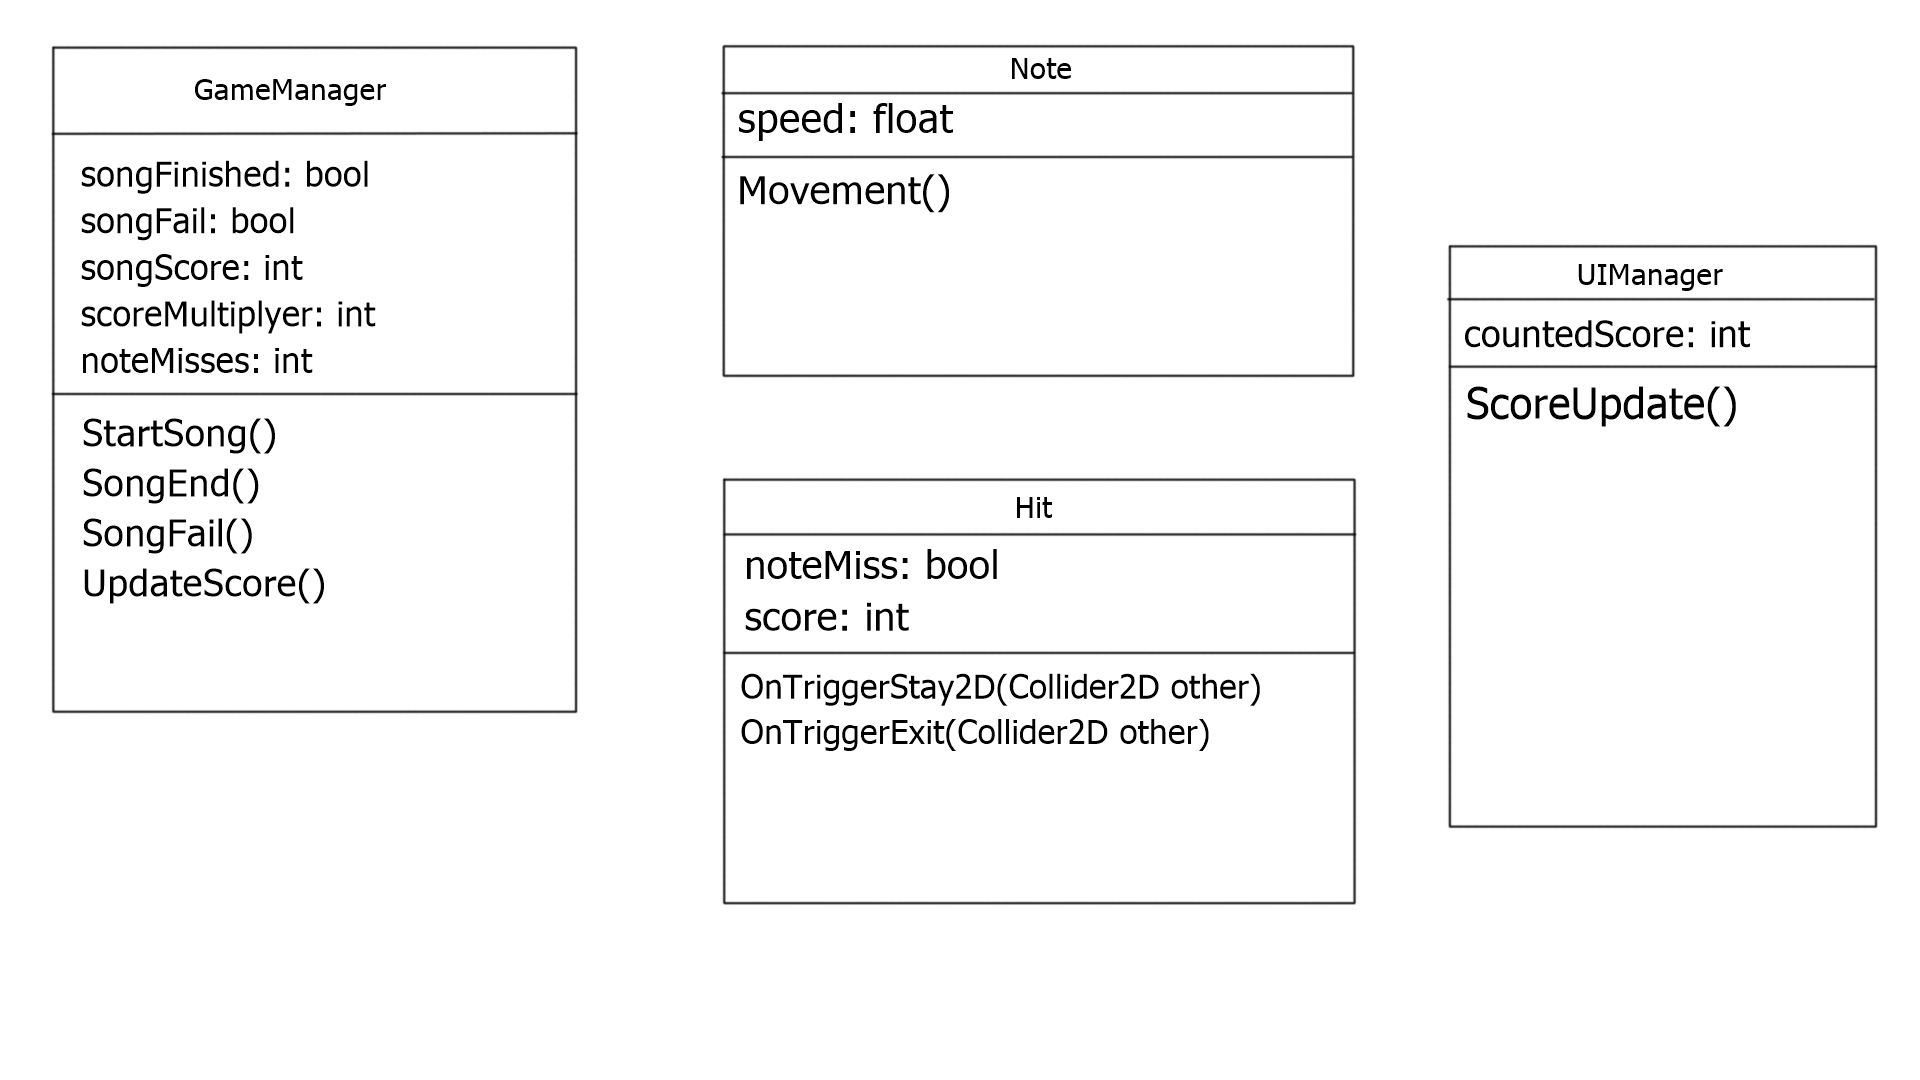 GameManager
songFinished: bool
songFail: bool
songScore: int
scoreMultiplyer: int
noteMisses: int
StartSong()
SongEnd()
SongFail()
UpdateScore()
Note
speed: float
Movement()
Hit
noteMiss: bool
score: int
OnTriggerStay2D(Collider2D other)
OnTriggerExit(Collider2D other)
UIManager
countedScore: int
ScoreUpdate()